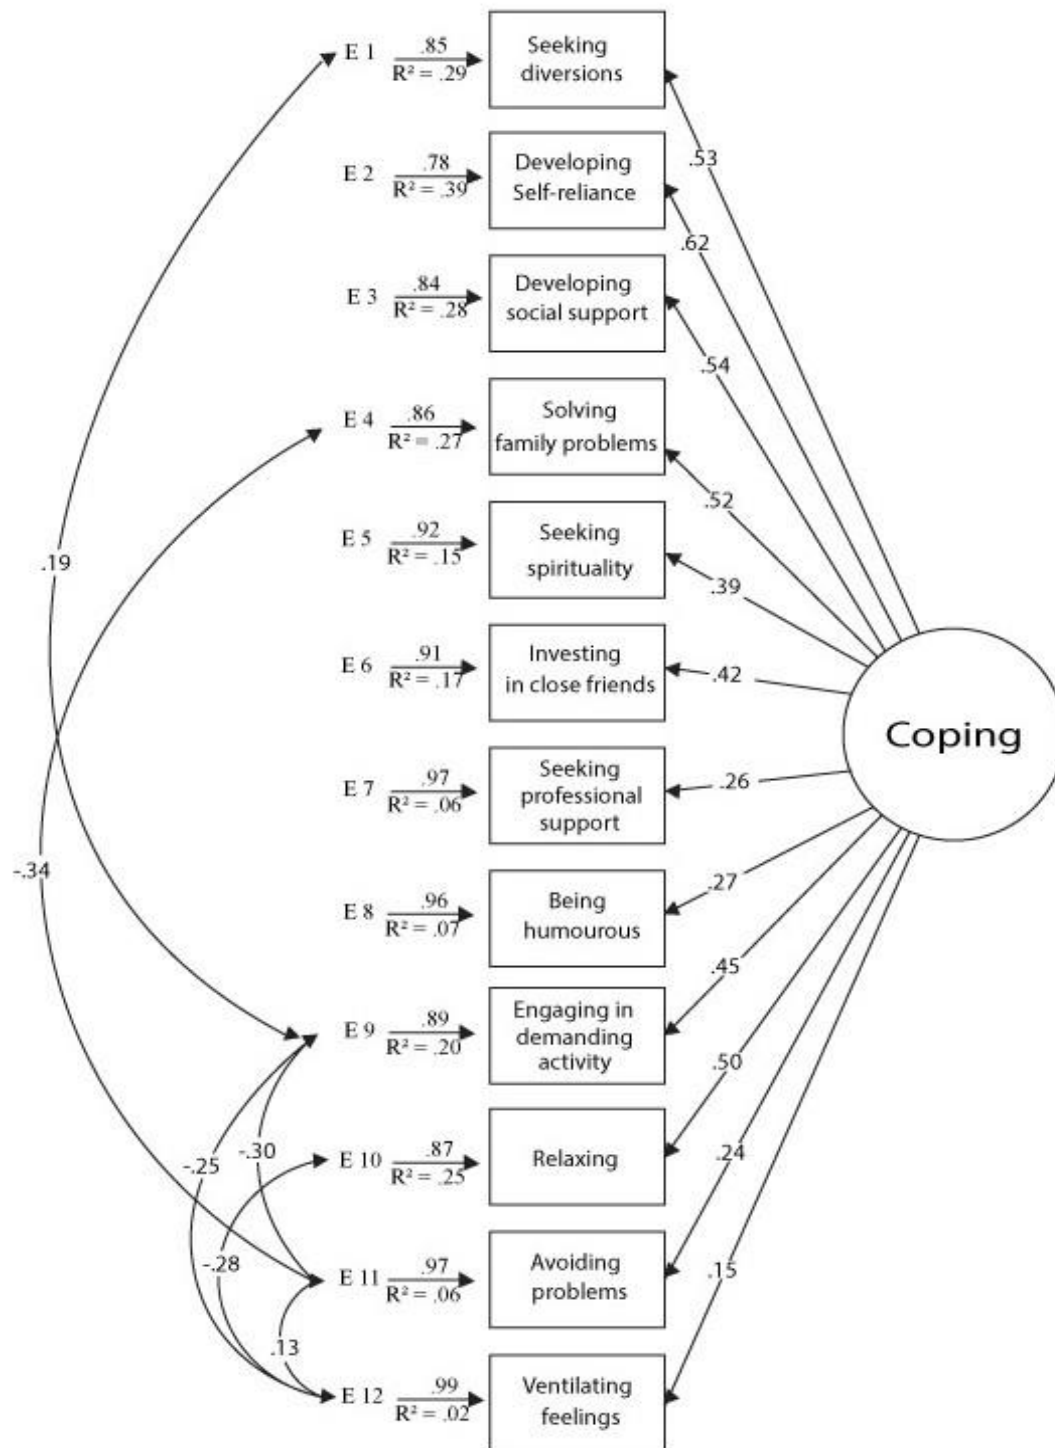 E 1
.85
R² = .29
Seeking
diversions
.53
E 2
.78
R² = .39
Developing
Self-reliance
.62
E 3
.84
R² = .28
Developing
social support
.54
E 4
.86
R² = .27
Solving
family problems
.52
E 5
.92
R² = .15
Seeking
spirituality
.39
.19
E 6
.91
R² = .17
Investing
in close friends
.42
Coping
E 7
.97
R² = .06
Seeking
professional
support
.26
-.34
E 8
.96
R² = .07
Being
humourous
.27
E 9
.89
R² = .20
Engaging in
demanding
activity
.45
.50
-.25
-.30
E 10
.87
R² = .25
Relaxing
.24
-.28
E 11
.97
R² = .06
Avoiding
problems
.15
.13
E 12
.99
R² = .02
Ventilating
feelings